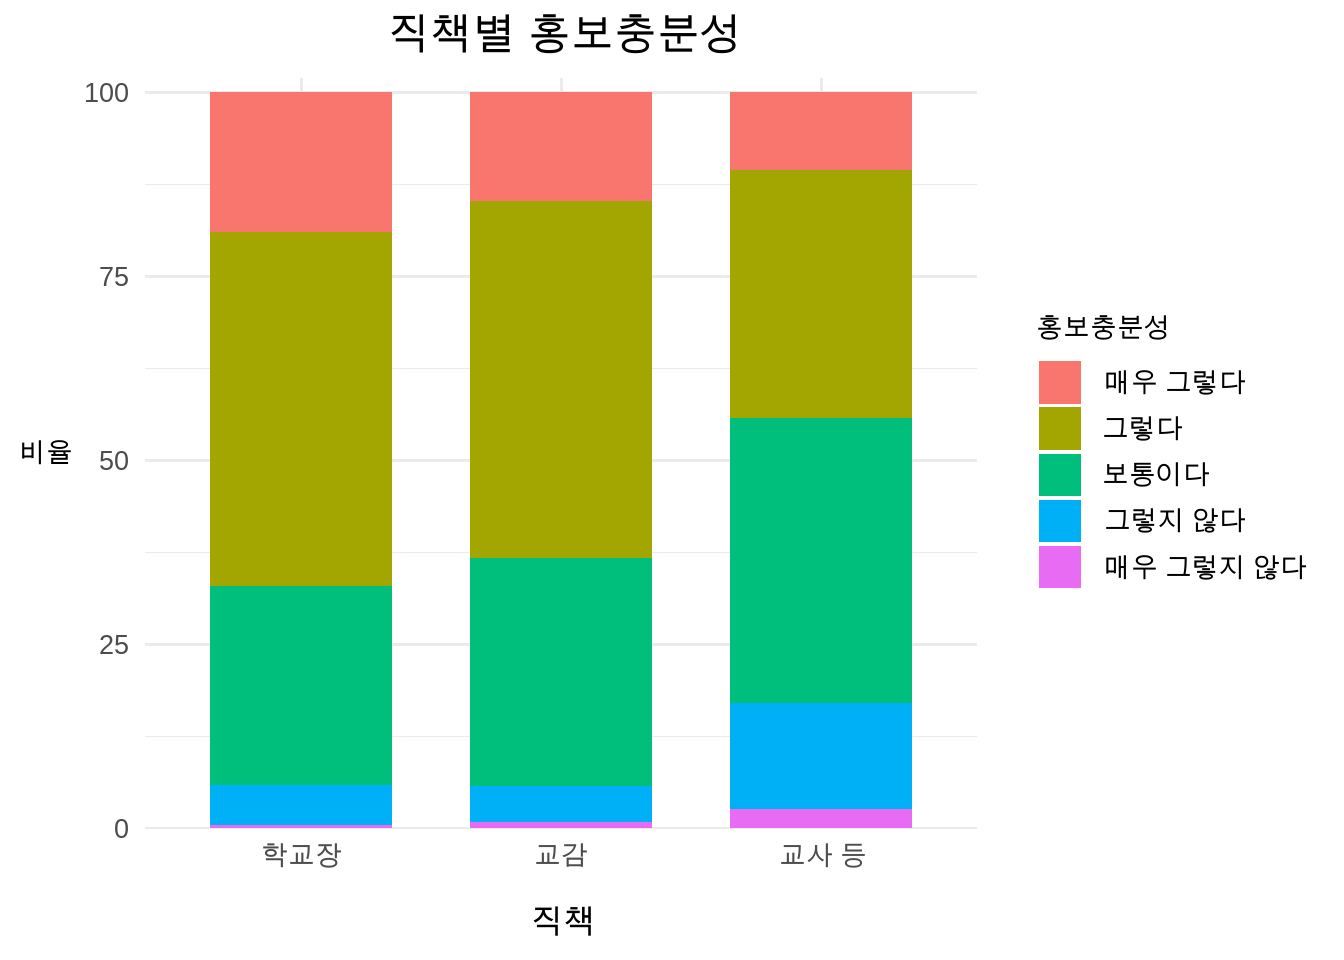 직책별 홍보충분성
100
75
50
25
0
비율
학교장
교감
교사 등
직책
홍보충분성
매우 그렇다
그렇다
보통이다
그렇지 않다
매우 그렇지 않다